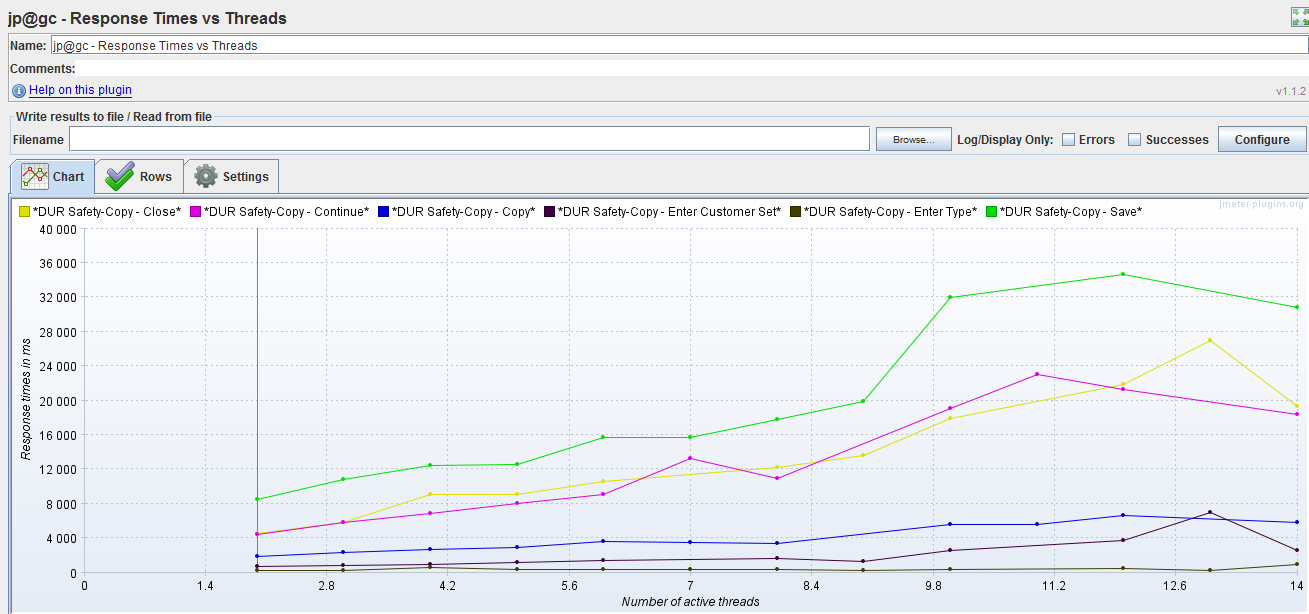 jp@gc - Response Times vs Threads
Name: jp@gc - Response Times vs Threads
Comments:
Help on this plugin
v1.1.2
Write results to file / Read from file
Filename Browse... Log/Display Only: Errors Successes Configure
Chart Rows Settings
*DUR Safety-Copy - Close* *DUR Safety-Copy - Continue* *DUR Safety-Copy - Copy* *DUR Safety-Copy - Enter Customer Set* *DUR Safety-Copy - Enter Type* *DUR Safety-Copy - Save*
jmeter-plugins.org
40 000
36 000
32 000
28 000
24 000
20 000
16 000
12 000
8 000
4 000
0
Response times in ms
0 1.4 2.8 4.2 5.6 7 8.4 9.8 11.2 12.6 14
Number of active threads